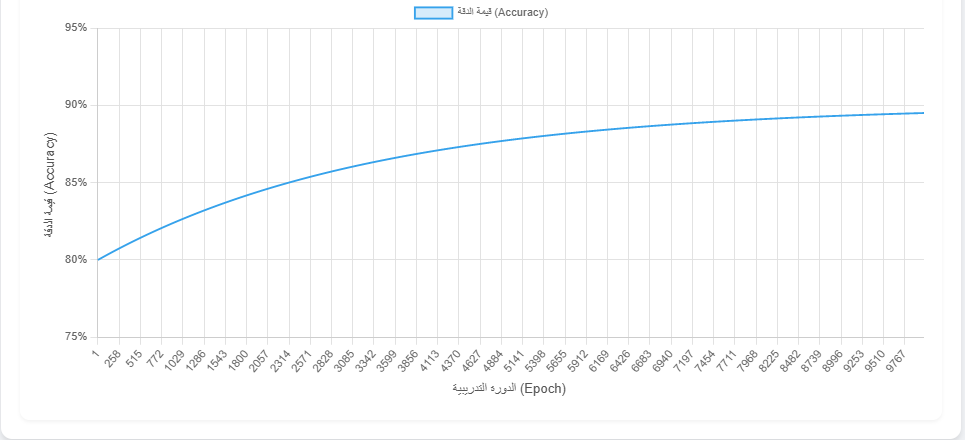 قيمة الدقة (Accuracy)
95%
90%
85%
80%
75%
قيمة الدقة (Accuracy)
1 258 515 772 1029 1286 1543 1800 2057 2314 2571 2828 3085 3342 3599 3856 4113 4370 4627 4884 5141 5398 5655 5912 6169 6426 6683 6940 7197 7454 7711 7968 8225 8482 8739 8996 9253 9510 9767
الدورة التدريبية (Epoch)